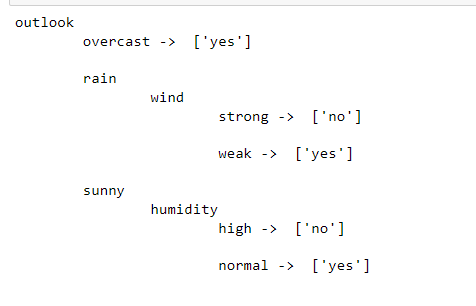 outlook
overcast ->  ['yes']
rain
wind
strong ->  ['no']
weak ->  ['yes']
sunny
humidity
high ->  ['no']
normal ->  ['yes']